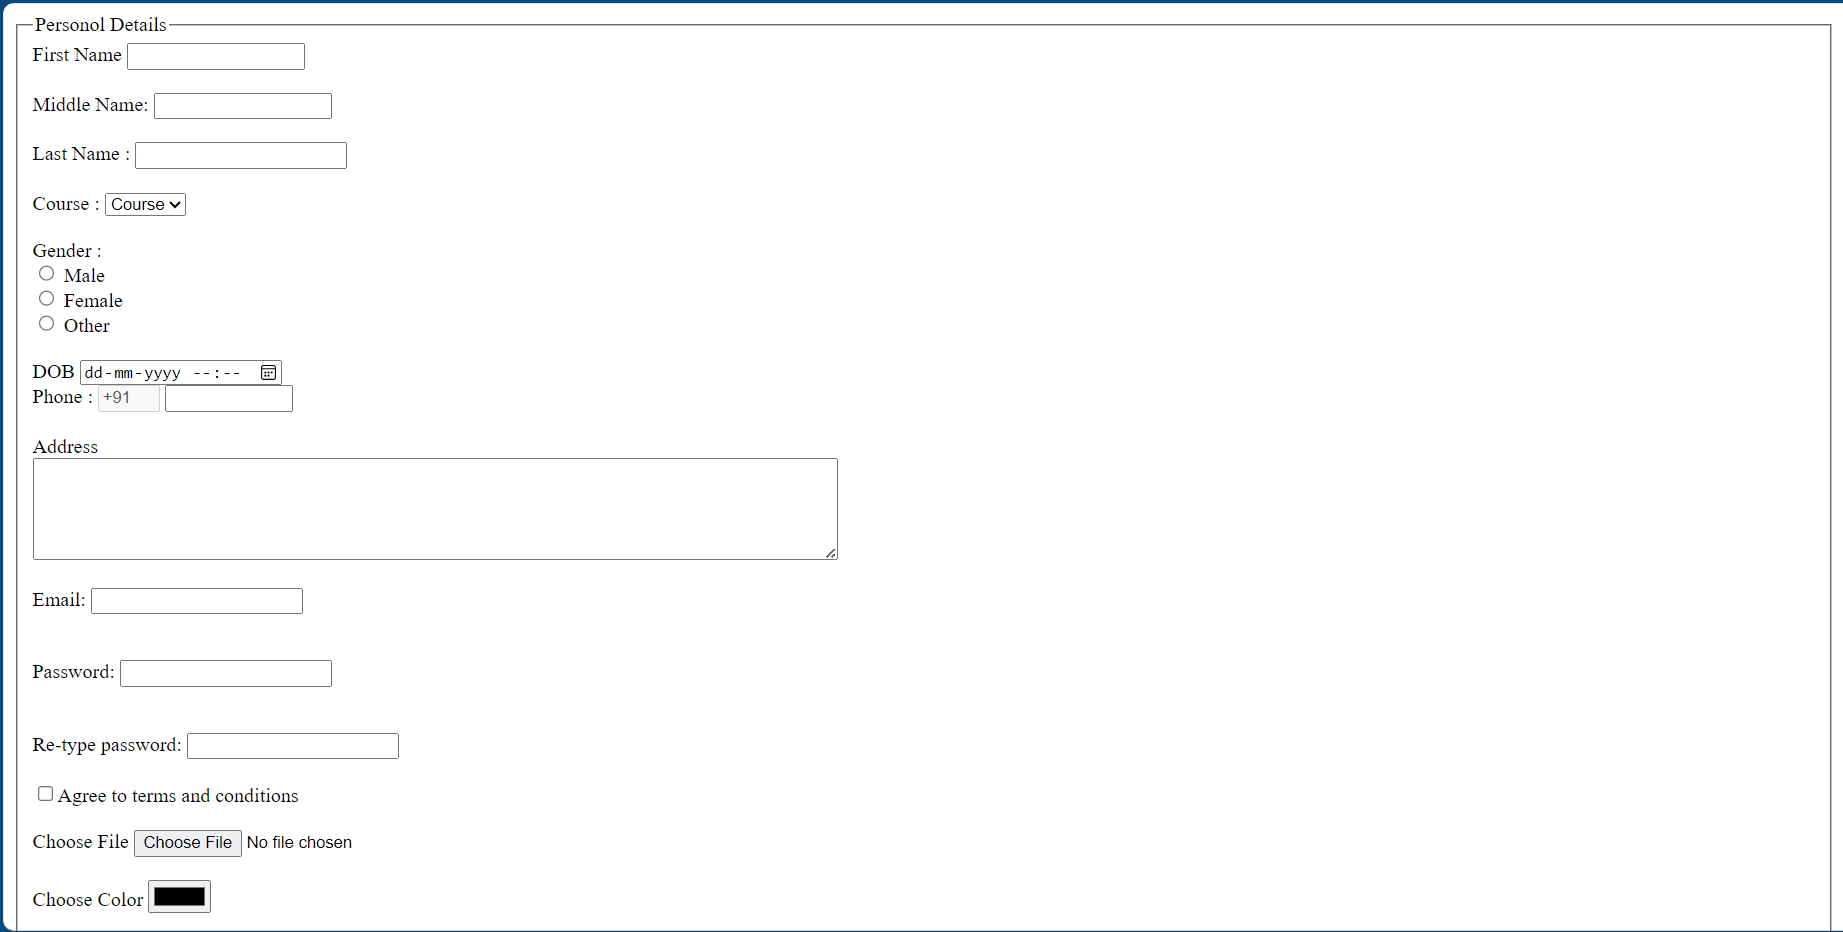 Personol Details
First Name
Middle Name:
Last Name :
Course : Course
Gender :
Male
Female
Other
DOB dd-mm-yyyy --:--
Phone : +91
Address
Email:
Password:
Re-type password:
Agree to terms and conditions
Choose File Choose File No file chosen
Choose Color